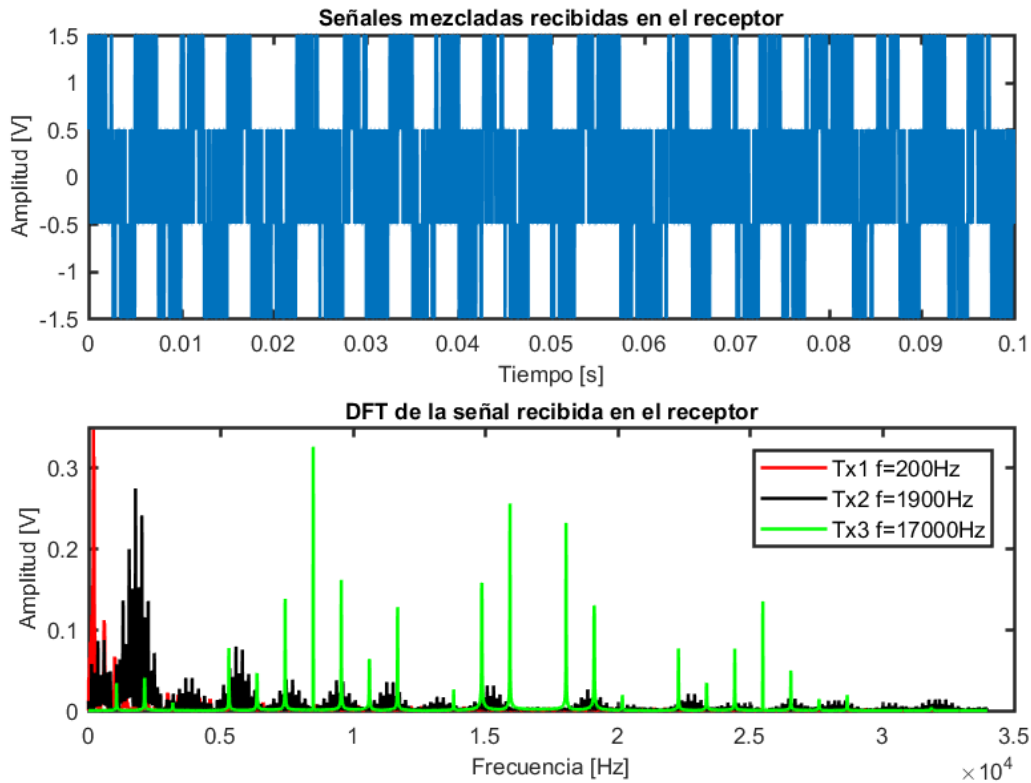 Señales mezcladas recibidas en el receptor
1.5
1
0.5
0
-0.5
-1
-1.5
Amplitud [V]
0 0.01 0.02 0.03 0.04 0.05 0.06 0.07 0.08 0.09 0.1
Tiempo [s]
DFT de la señal recibida en el receptor
0.3
0.2
0.1
0
Amplitud [V]
Tx1 f=200Hz
Tx2 f=1900Hz
Tx3 f=17000Hz
0 0.5 1 1.5 2 2.5 3 3.5
Frecuencia [Hz]
× 10^4